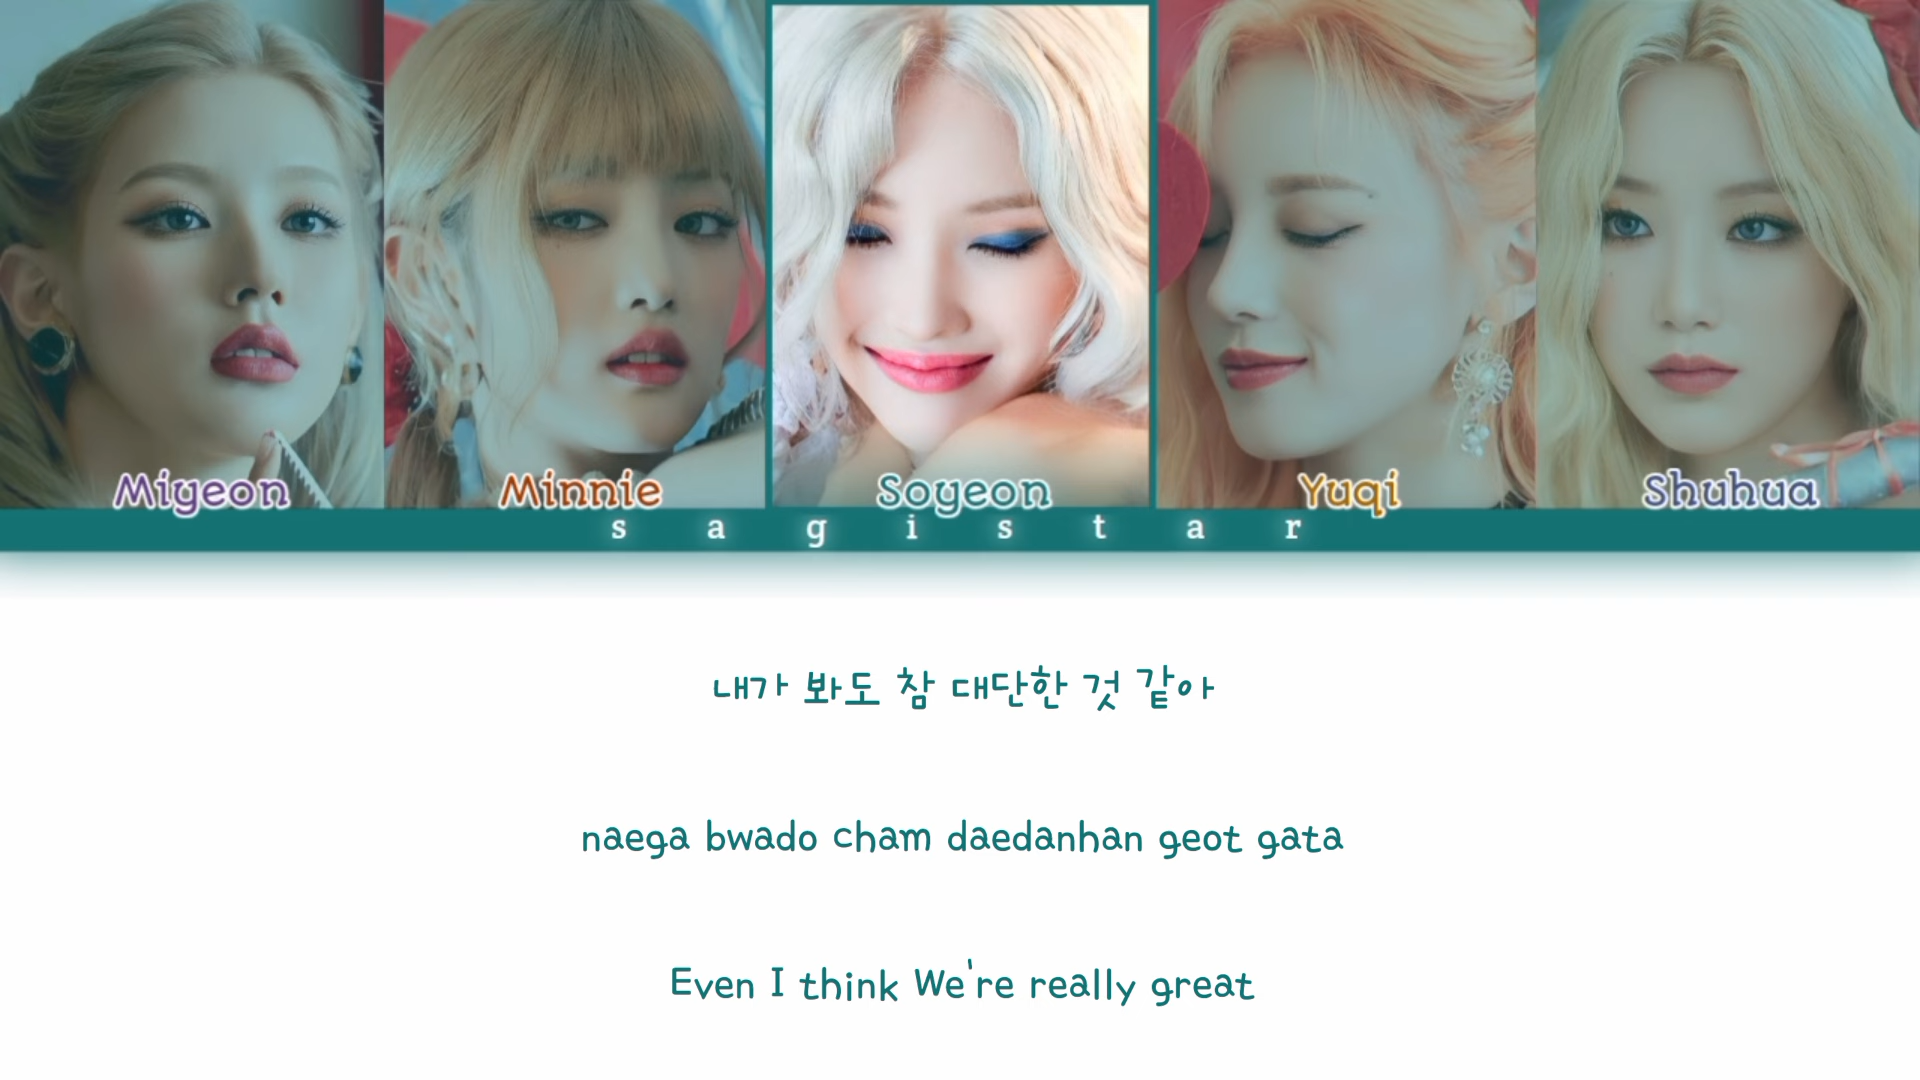 Miyeon Minnie Soyeon Yuqi Shuhua
s a g i s t a r
내가 봐도 참 대단한 것 같아
naega bwado cham daedanhan geot gata
Even I think We're really great